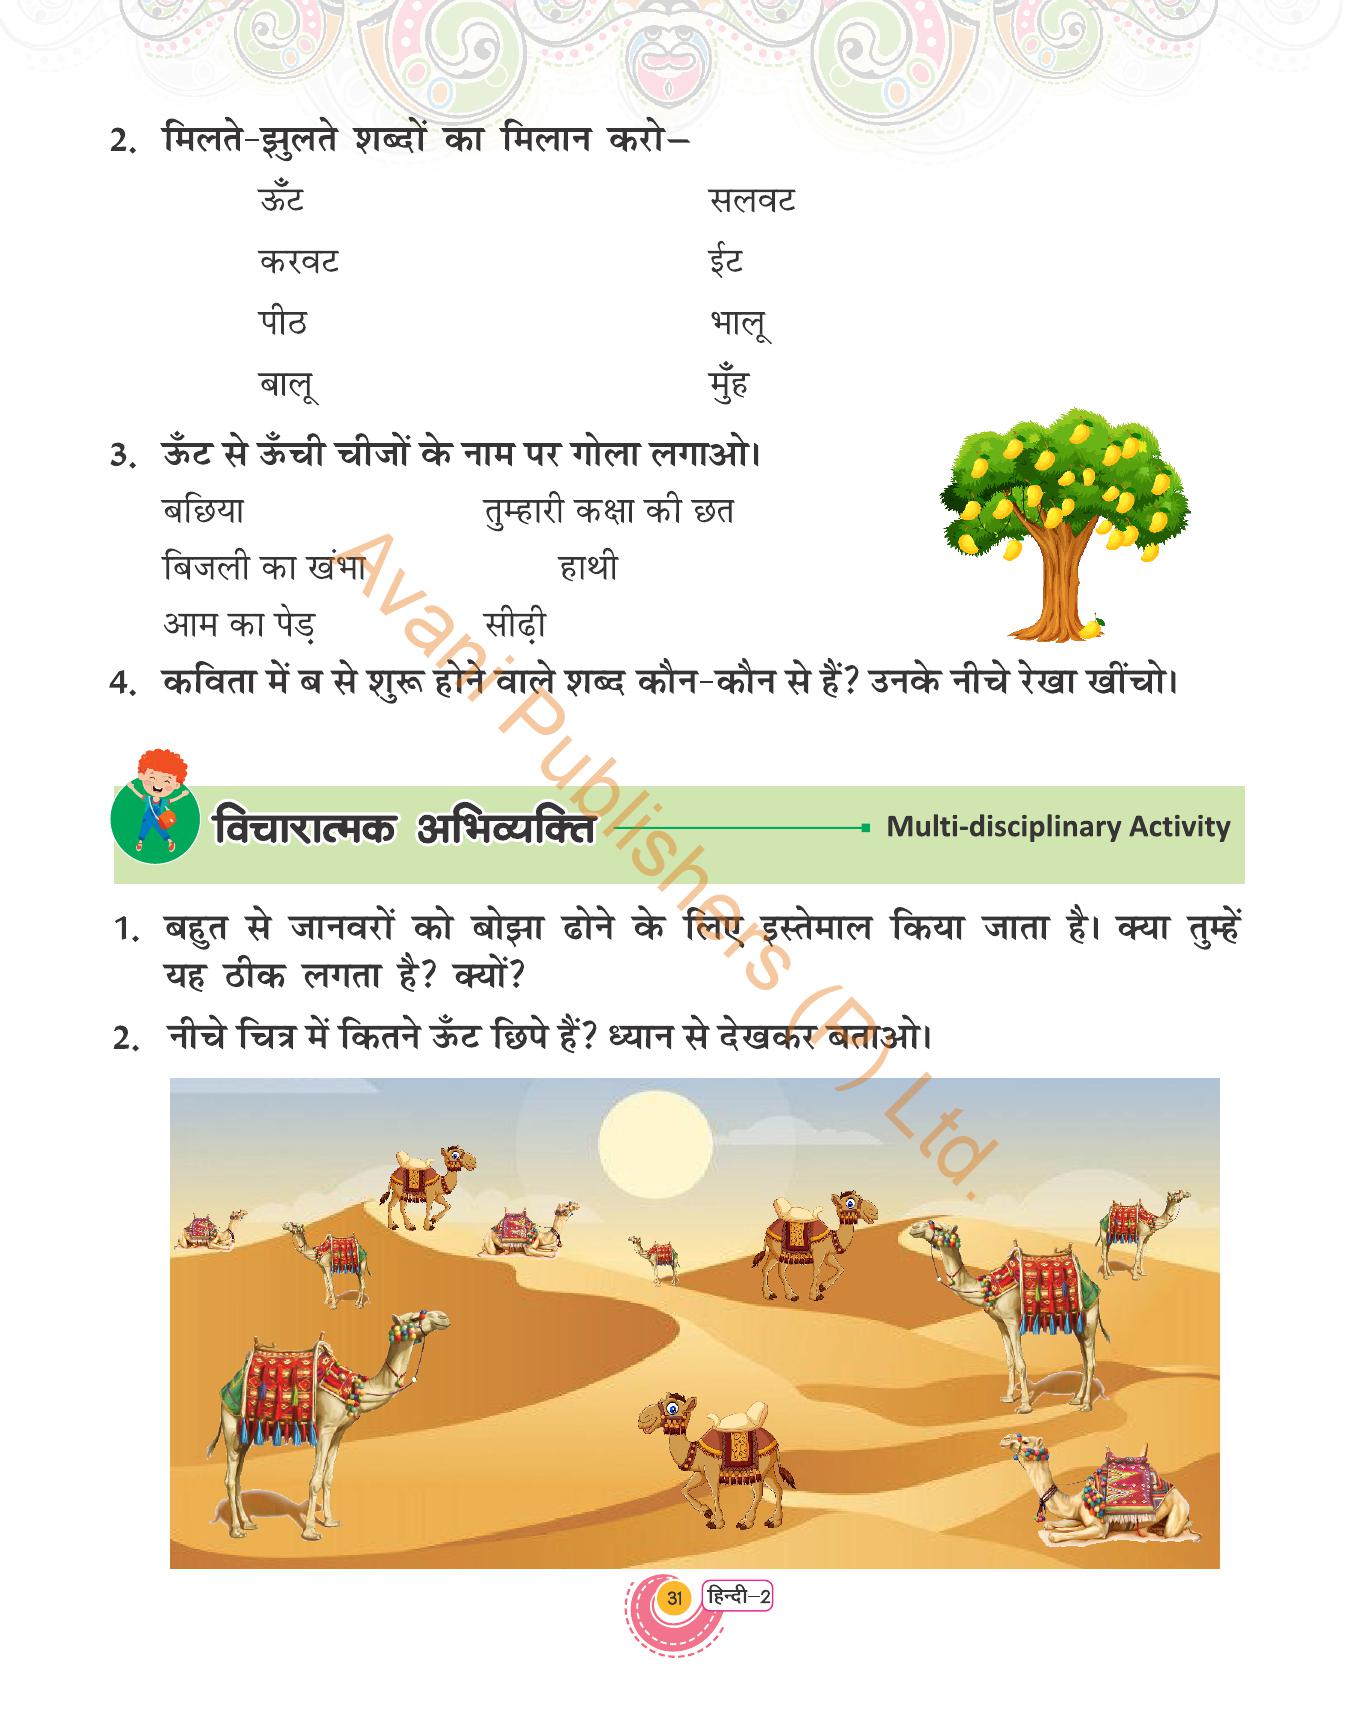 2. मिलते-झुलते शब्दों का मिलान करो–
ऊँट सलवट
करवट ईट
पीठ भालू
बालू मुँह
3. ऊँट से ऊँची चीजों के नाम पर गोला लगाओ।
बछिया तुम्हारी कक्षा की छत
बिजली का खंभा हाथी
आम का पेड़ सीढ़ी
4. कविता में ब से शुरू होने वाले शब्द कौन-कौन से हैं? उनके नीचे रेखा खींचो।
विचारात्मक अभिव्यक्ति Multi-disciplinary Activity
1. बहुत से जानवरों को बोझा ढोने के लिए इस्तेमाल किया जाता है। क्या तुम्हें
यह ठीक लगता है? क्यों?
2. नीचे चित्र में कितने ऊँट छिपे हैं? ध्यान से देखकर बताओ।
Avani Publishers (P) Ltd.
31 हिन्दी–2